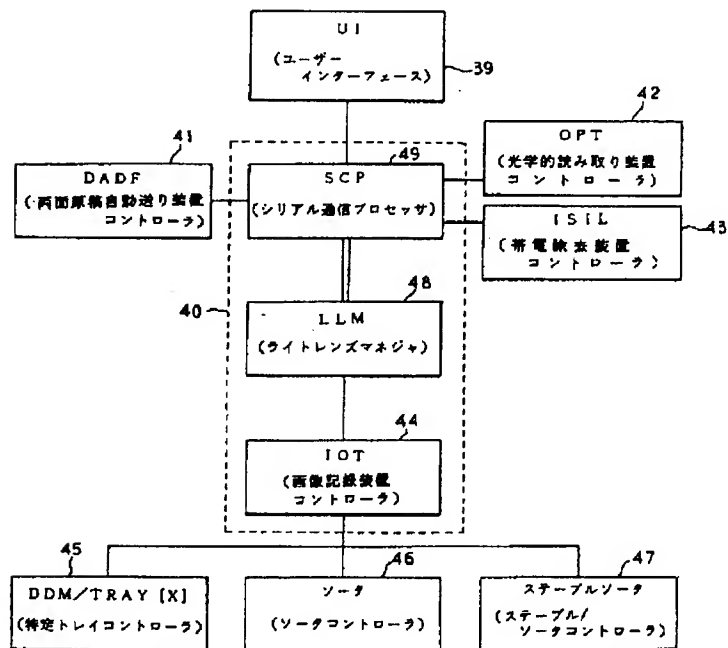 UI
(ユーザー
インターフェース)
39
42
OPT
(光学的読み取り装置
コントローラ)
41
DADF
(両面原稿自動送り装置
コントローラ)
49
SCP
(シリアル通信プロセッサ)
ISIL
(帯電除去装置
コントローラ)
43
40
48
LLM
(ライトレンズマネジャ)
44
IOT
(画像記録装置
コントローラ)
45
DDM/TRAY [X]
(特定トレイコントローラ)
46
ソータ
(ソータコントローラ)
47
ステープルソータ
(ステープル/
ソータコントローラ)